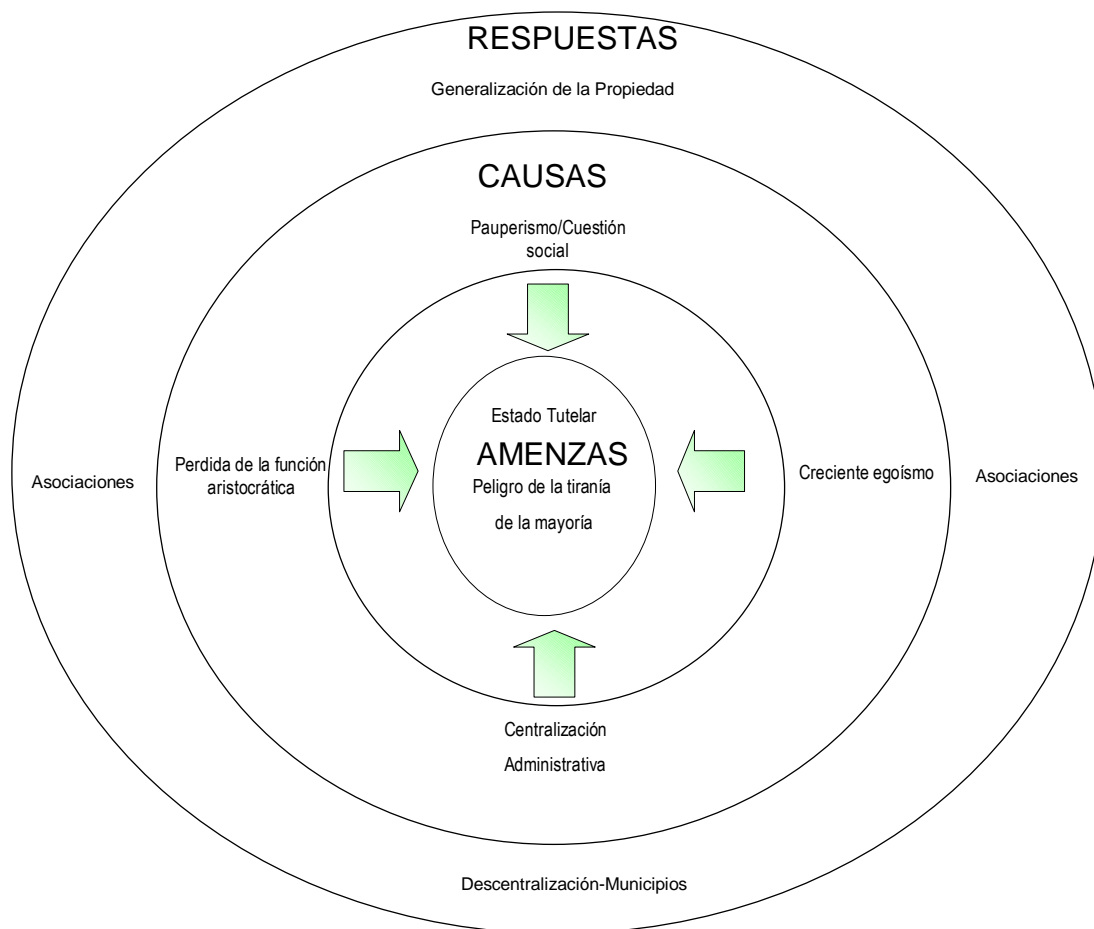 RESPUESTAS
Generalización de la Propiedad
CAUSAS
Pauperismo/Cuestión
social
Estado Tutelar
AMENZAS
Peligro de la tiranía
de la mayoría
Asociaciones
Perdida de la función
aristocrática
Creciente egoísmo
Asociaciones
Centralización
Administrativa
Descentralización-Municipios